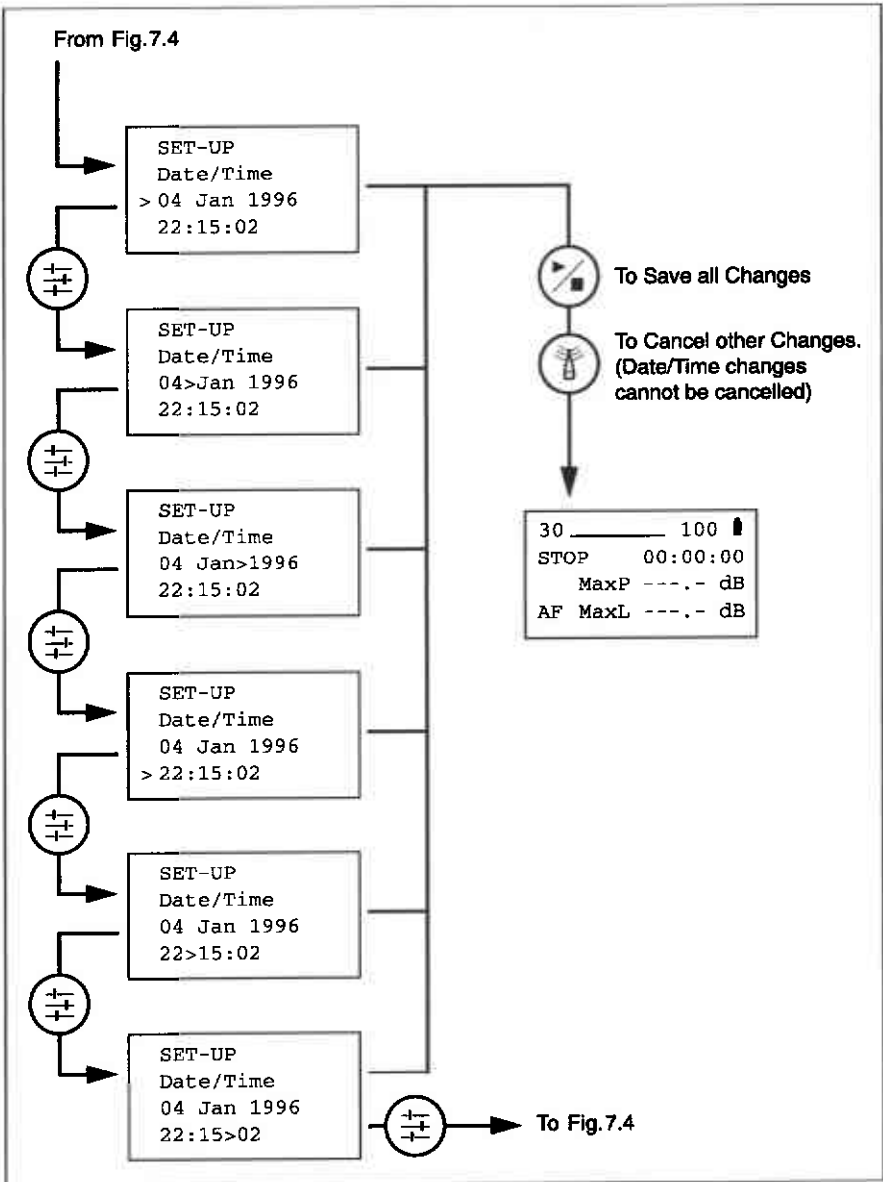 From Fig.7.4
SET-UP
Date/Time
>04 Jan 1996
22:15:02
To Save all Changes
To Cancel other Changes.
(Date/Time changes
cannot be cancelled)
SET-UP
Date/Time
04>Jan 1996
22:15:02
SET-UP
Date/Time
04 Jan>1996
22:15:02
30 100
STOP 00:00:00
MaxP ---.- dB
AF MaxL ---.- dB
SET-UP
Date/Time
04 Jan 1996
>22:15:02
SET-UP
Date/Time
04 Jan 1996
22>15:02
SET-UP
Date/Time
04 Jan 1996
22:15>02
To Fig.7.4